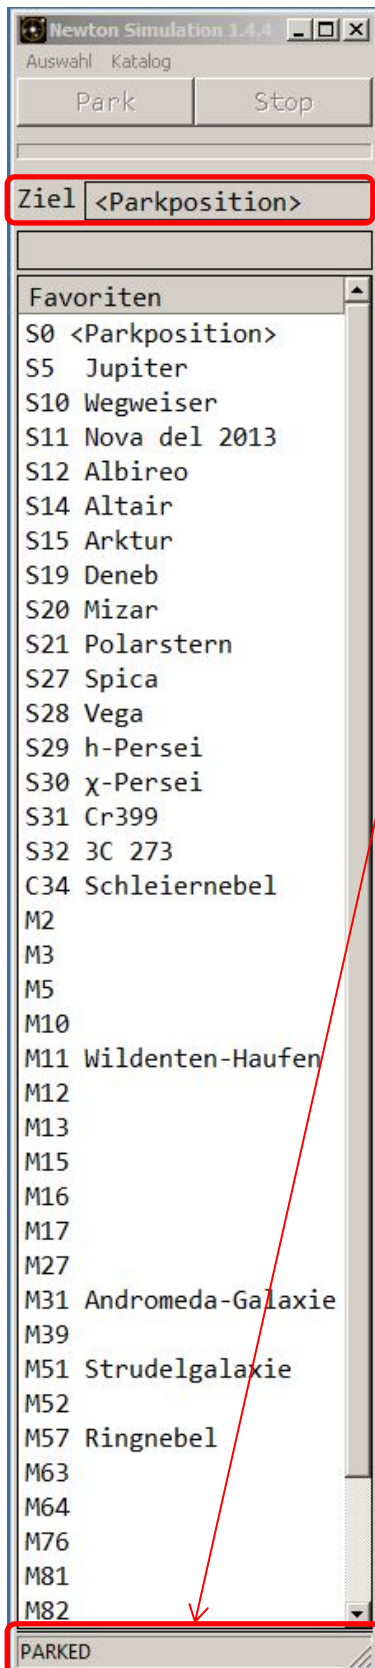 Newton Simulation 1.4.4
Auswahl Katalog
Park Stop
Ziel <Parkposition>
Favoriten
S0 <Parkposition>
S5 Jupiter
S10 Wegweiser
S11 Nova del 2013
S12 Albireo
S14 Altair
S15 Arktur
S19 Deneb
S20 Mizar
S21 Polarstern
S27 Spica
S28 Vega
S29 h-Persei
S30 χ-Persei
S31 Cr399
S32 3C 273
C34 Schleiernebel
M2
M3
M5
M10
M11 Wildenten-Haufen
M12
M13
M15
M16
M17
M27
M31 Andromeda-Galaxie
M39
M51 Strudelgalaxie
M52
M57 Ringnebel
M63
M64
M76
M81
M82
PARKED